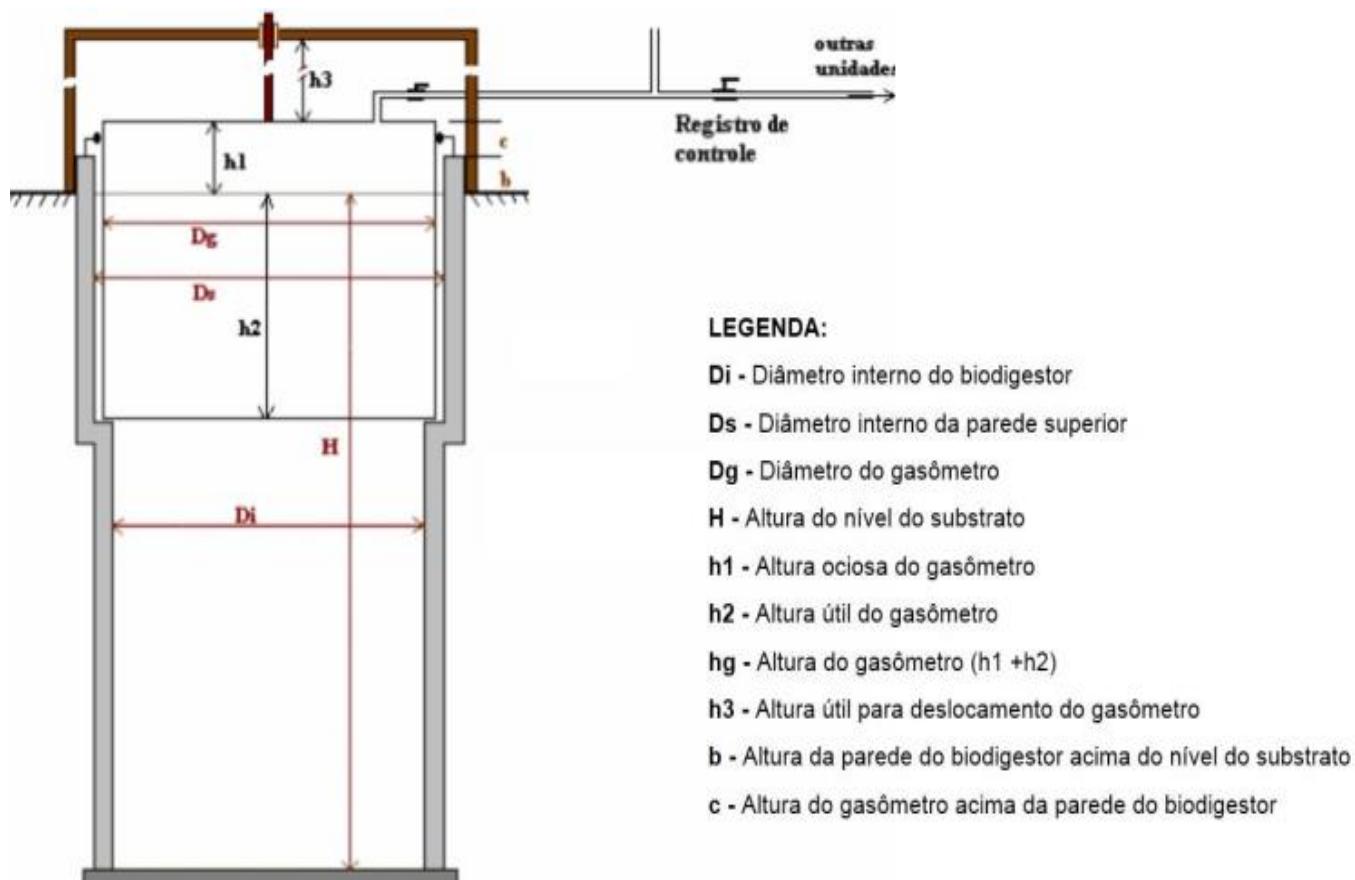 outras
unidades
h3
Registro de
controle
c
h1
b
Dg
Ds
h2
H
Di
LEGENDA:
Di - Diâmetro interno do biodigestor
Ds - Diâmetro interno da parede superior
Dg - Diâmetro do gasômetro
H - Altura do nível do substrato
h1 - Altura ociosa do gasômetro
h2 - Altura útil do gasômetro
hg - Altura do gasômetro (h1 +h2)
h3 - Altura útil para deslocamento do gasômetro
b - Altura da parede do biodigestor acima do nível do substrato
c - Altura do gasômetro acima da parede do biodigestor